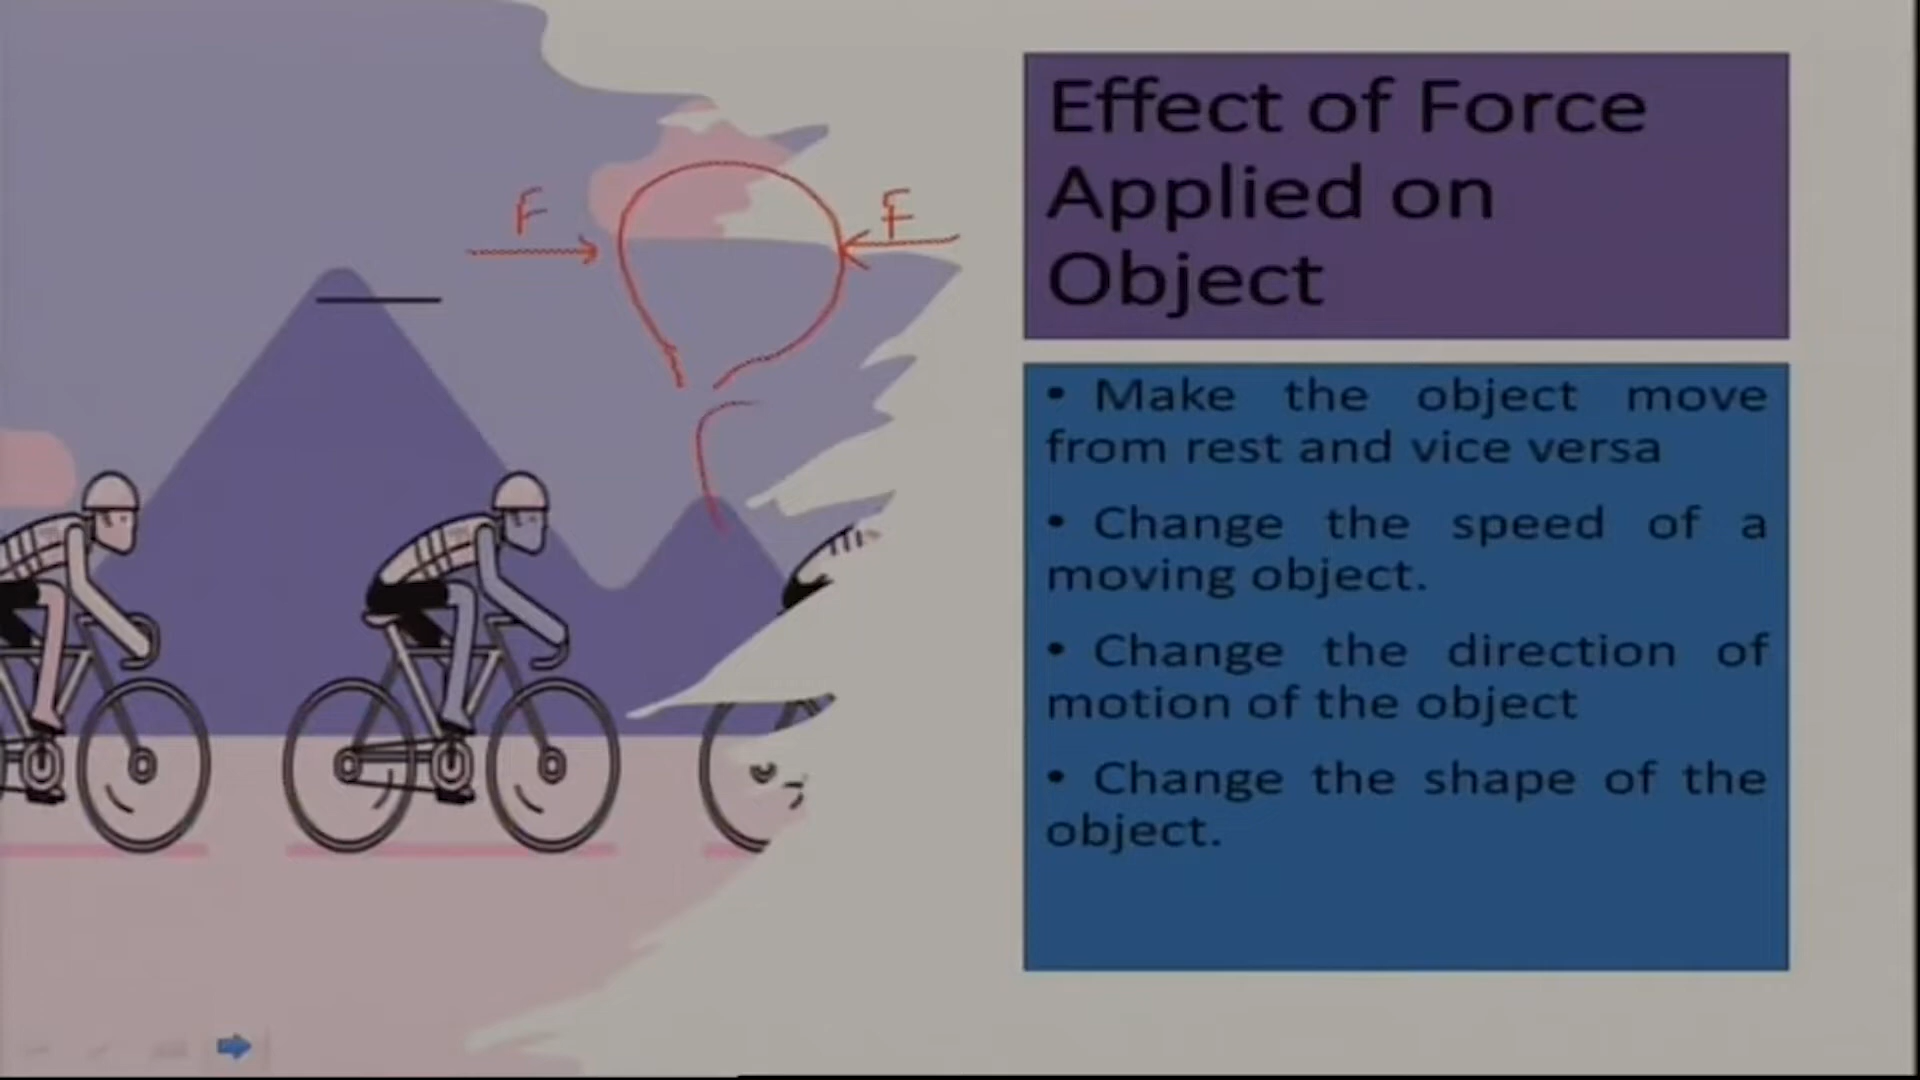 F
F
Effect of Force
Applied on
Object
• Make the object move
from rest and vice versa
• Change the speed of a
moving object.
• Change the direction of
motion of the object
• Change the shape of the
object.